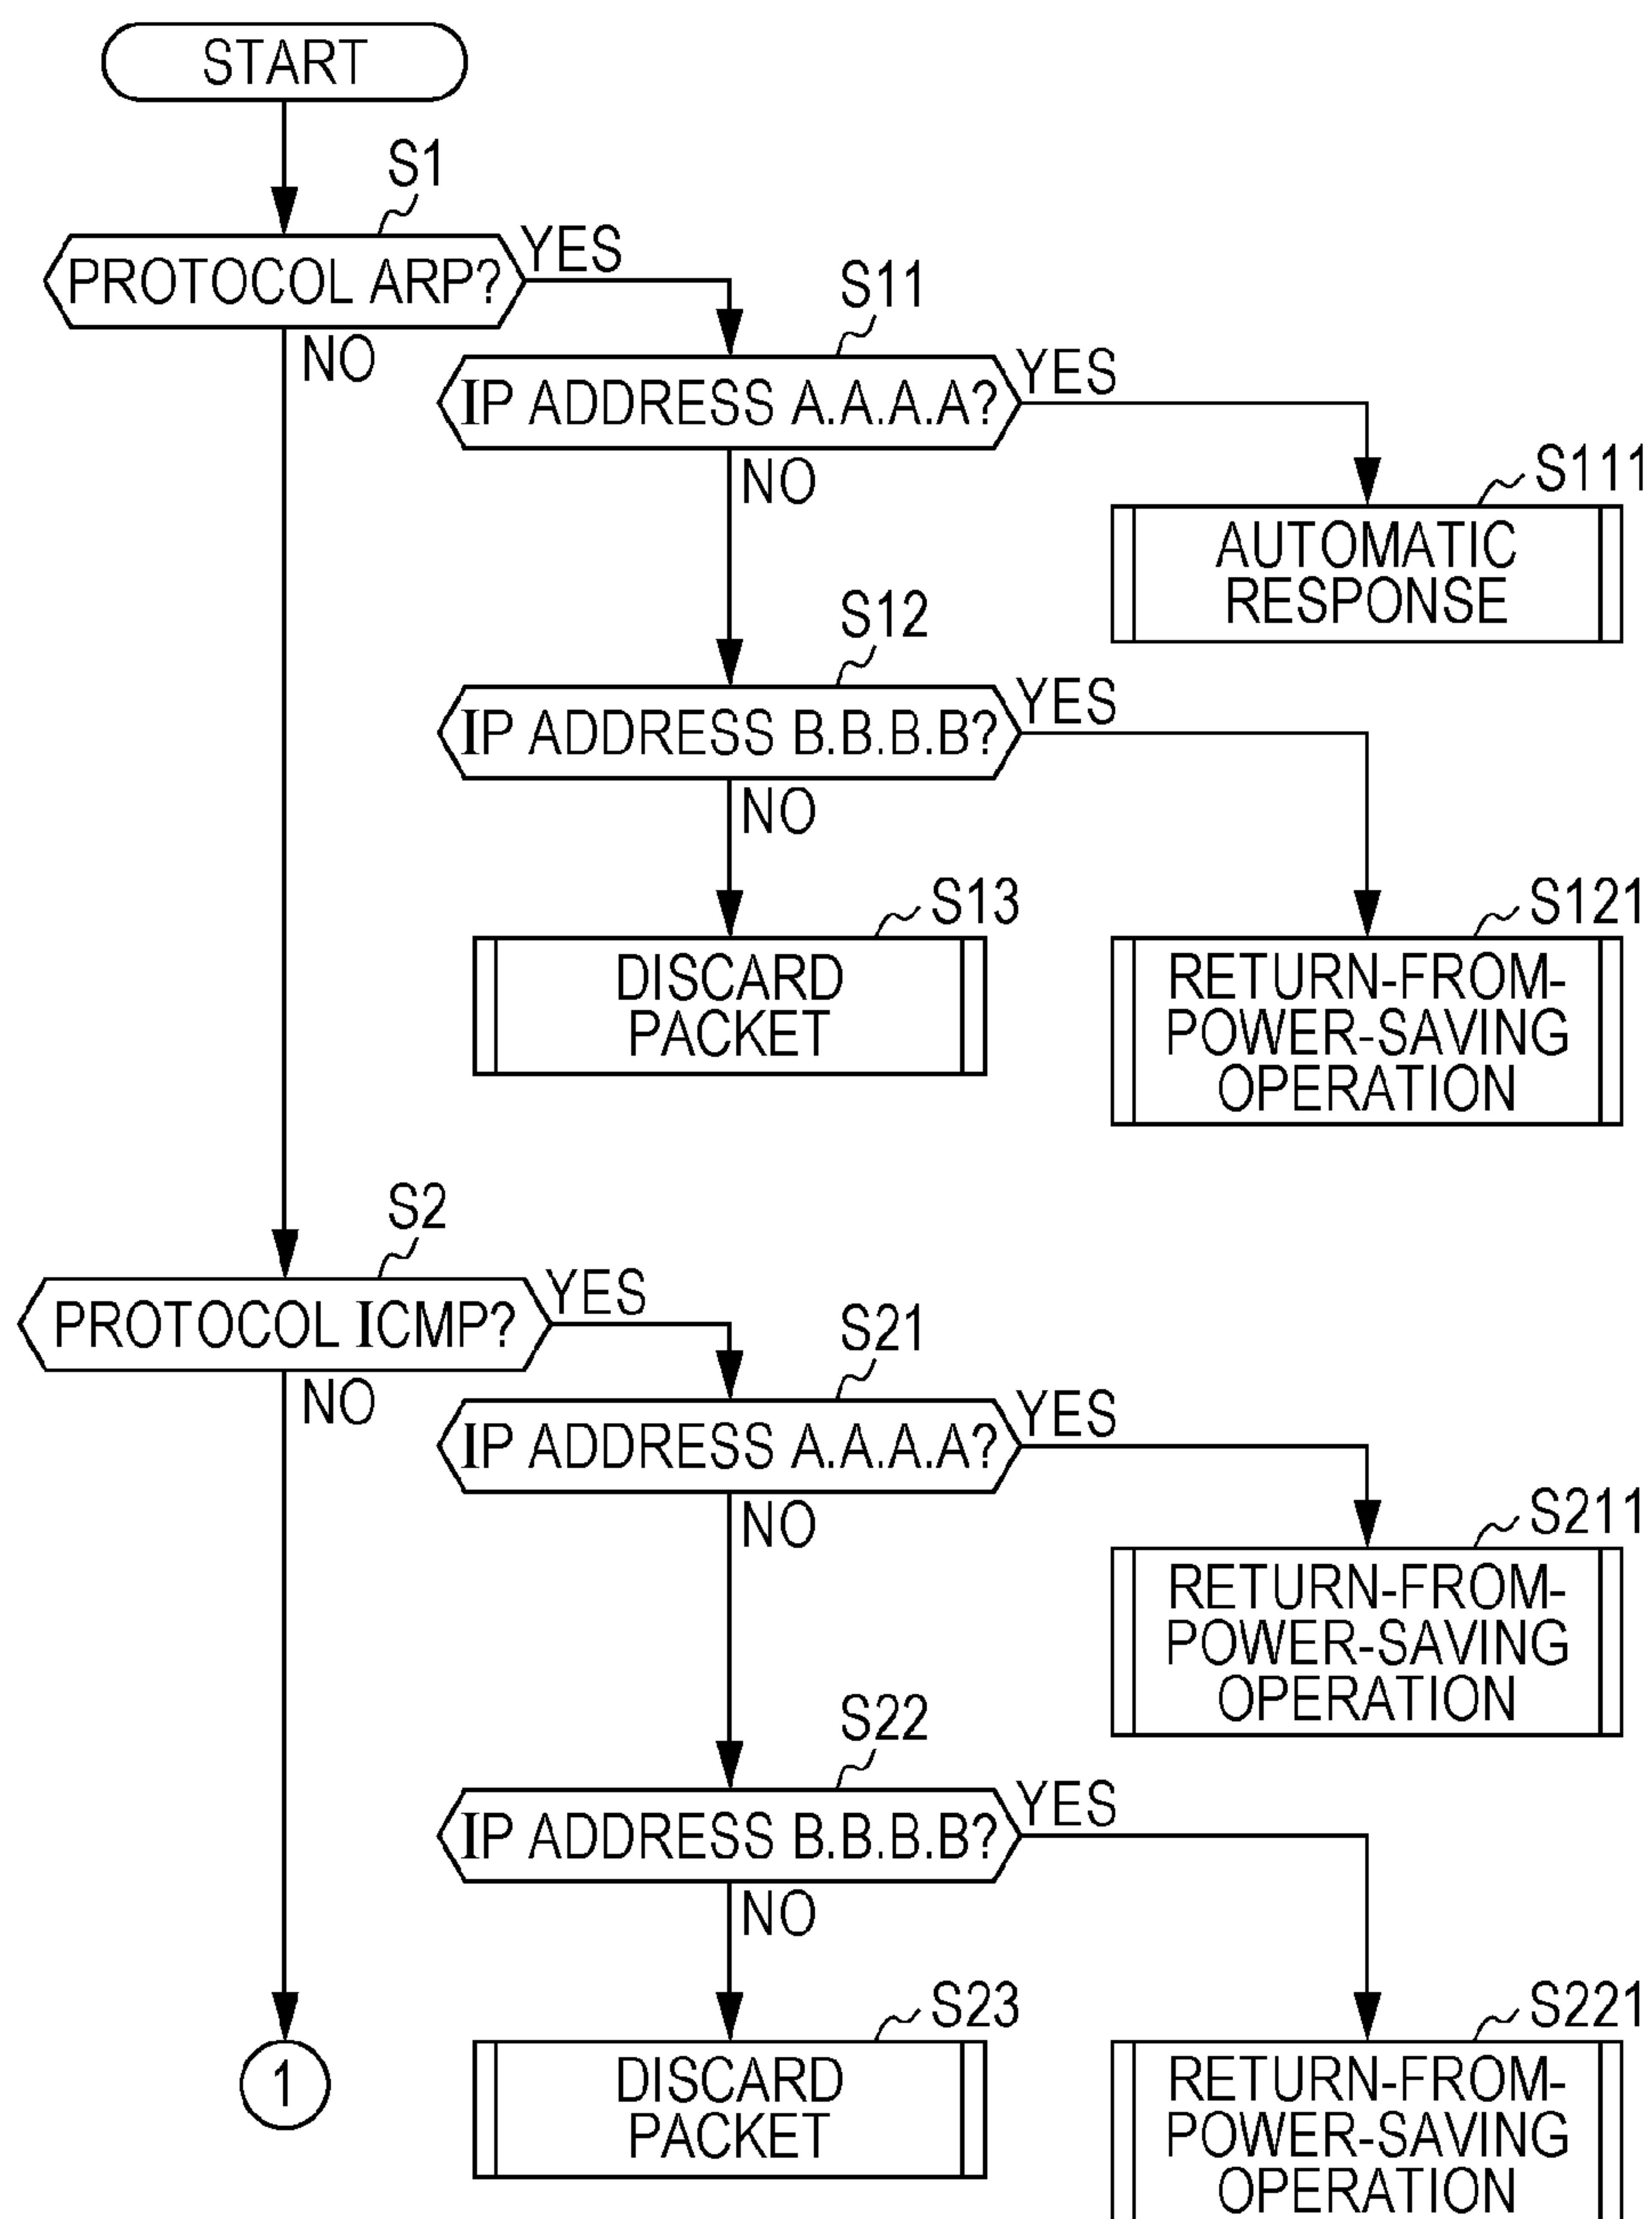 START
S1
PROTOCOL ARP?
YES
NO
S11
IP ADDRESS A.A.A.A?
YES
NO
S111
AUTOMATIC
RESPONSE
S12
IP ADDRESS B.B.B.B?
YES
NO
S13
DISCARD
PACKET
S121
RETURN-FROM-
POWER-SAVING
OPERATION
S2
PROTOCOL ICMP?
YES
NO
S21
IP ADDRESS A.A.A.A?
YES
NO
S211
RETURN-FROM-
POWER-SAVING
OPERATION
S22
IP ADDRESS B.B.B.B?
YES
NO
1
S23
DISCARD
PACKET
S221
RETURN-FROM-
POWER-SAVING
OPERATION